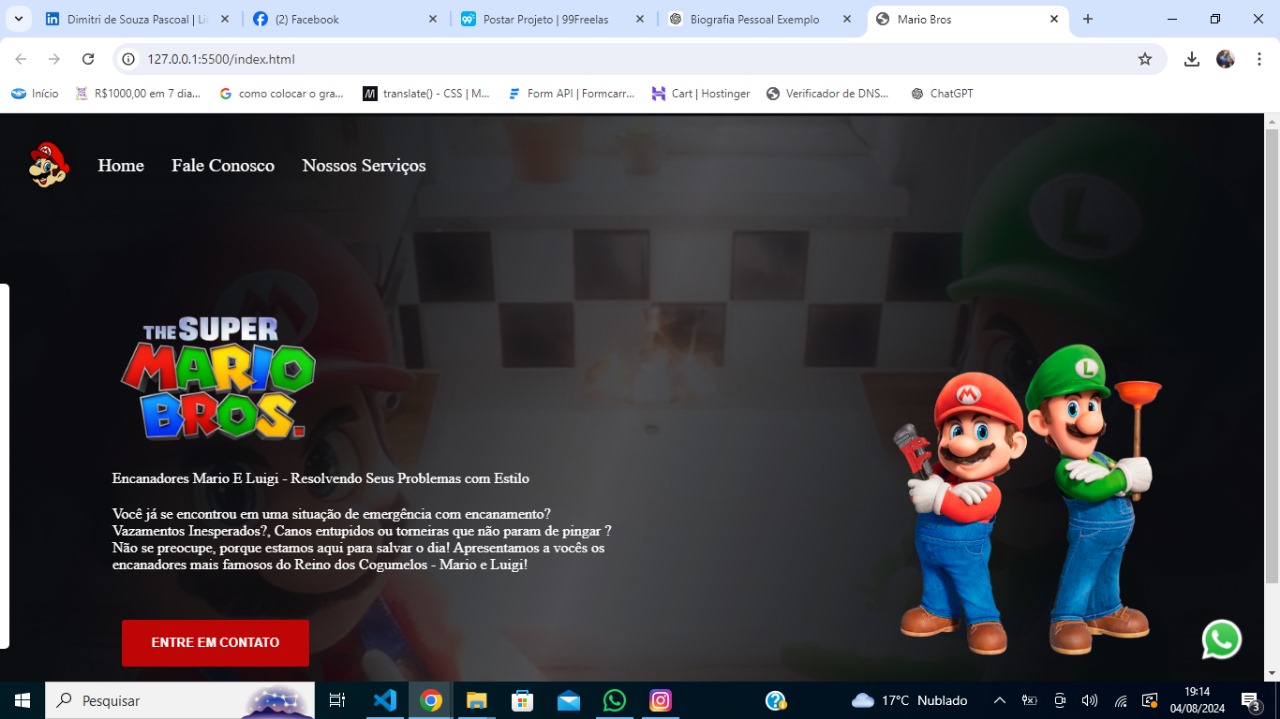 Dimitri de Souza Pascoal | Li
(2) Facebook
Postar Projeto | 99Freelas
Biografia Pessoal Exemplo
Mario Bros
127.0.0.1:5500/index.html
Início
R$1000,00 em 7 dia...
como colocar o gra...
translate() - CSS | M...
Form API | Formcarr...
Cart | Hostinger
Verificador de DNS...
ChatGPT
Home
Fale Conosco
Nossos Serviços
THE SUPER
MARIO
BROS.
Encanadores Mario E Luigi - Resolvendo Seus Problemas com Estilo
Você já se encontrou em uma situação de emergência com encanamento?
Vazamentos Inesperados?, Canos entupidos ou torneiras que não param de pingar ?
Não se preocupe, porque estamos aqui para salvar o dia! Apresentamos a vocês os
encanadores mais famosos do Reino dos Cogumelos - Mario e Luigi!
ENTRE EM CONTATO
M
L
L
Pesquisar
17°C Nublado
19:14
04/08/2024
3